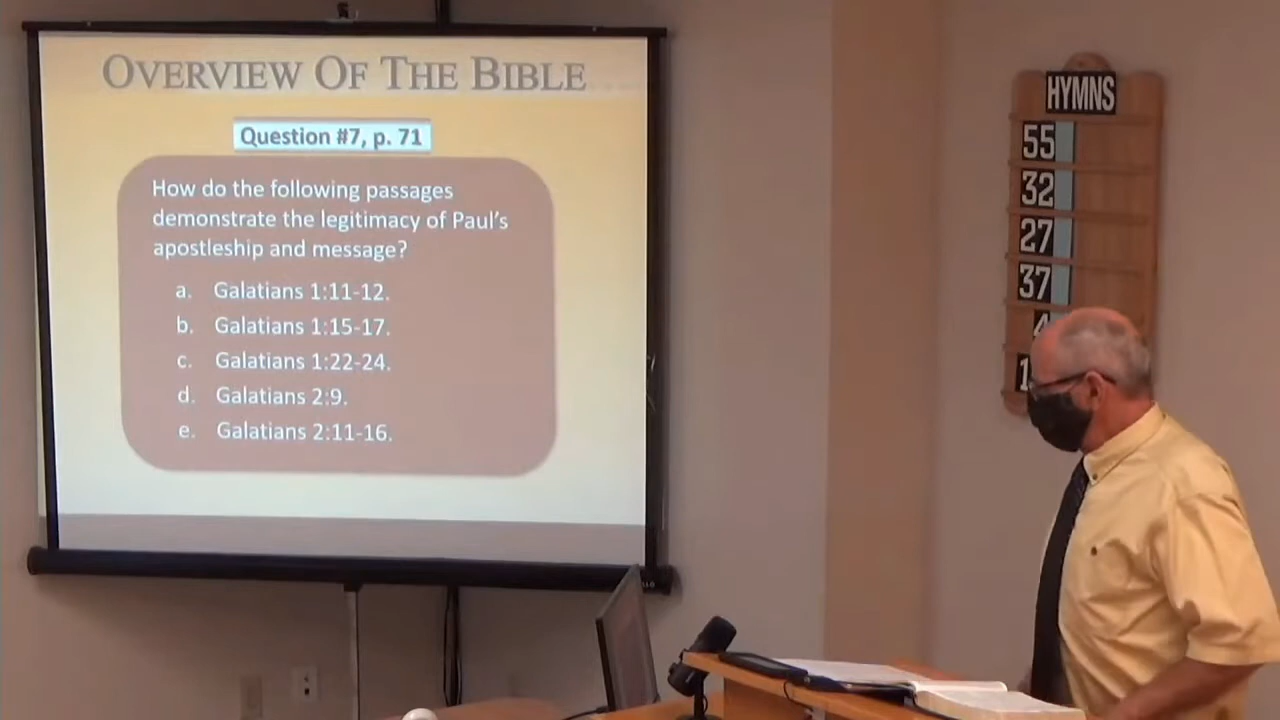 OVERVIEW OF THE BIBLE
Question #7, p. 71
How do the following passages
demonstrate the legitimacy of Paul's
apostleship and message?
a. Galatians 1:11-12.
b. Galatians 1:15-17.
c. Galatians 1:22-24.
d. Galatians 2:9.
e. Galatians 2:11-16.
HYMNS
55
32
27
37